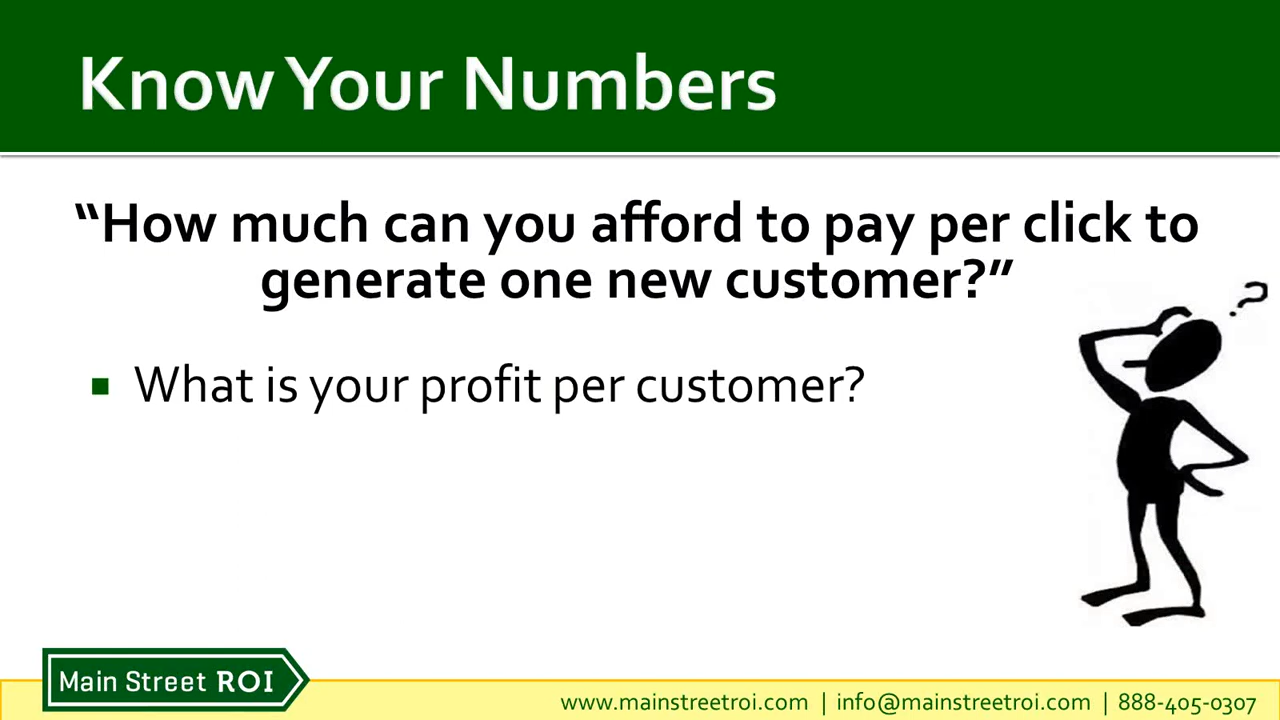 Know Your Numbers
“How much can you afford to pay per click to
generate one new customer?”
What is your profit per customer?
?
Main Street ROI
www.mainstreetroi.com | info@mainstreetroi.com | 888-405-0307